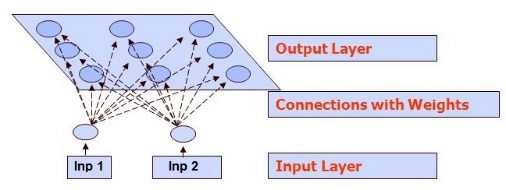 Output Layer
Connections with Weights
Inp 1
Inp 2
Input Layer